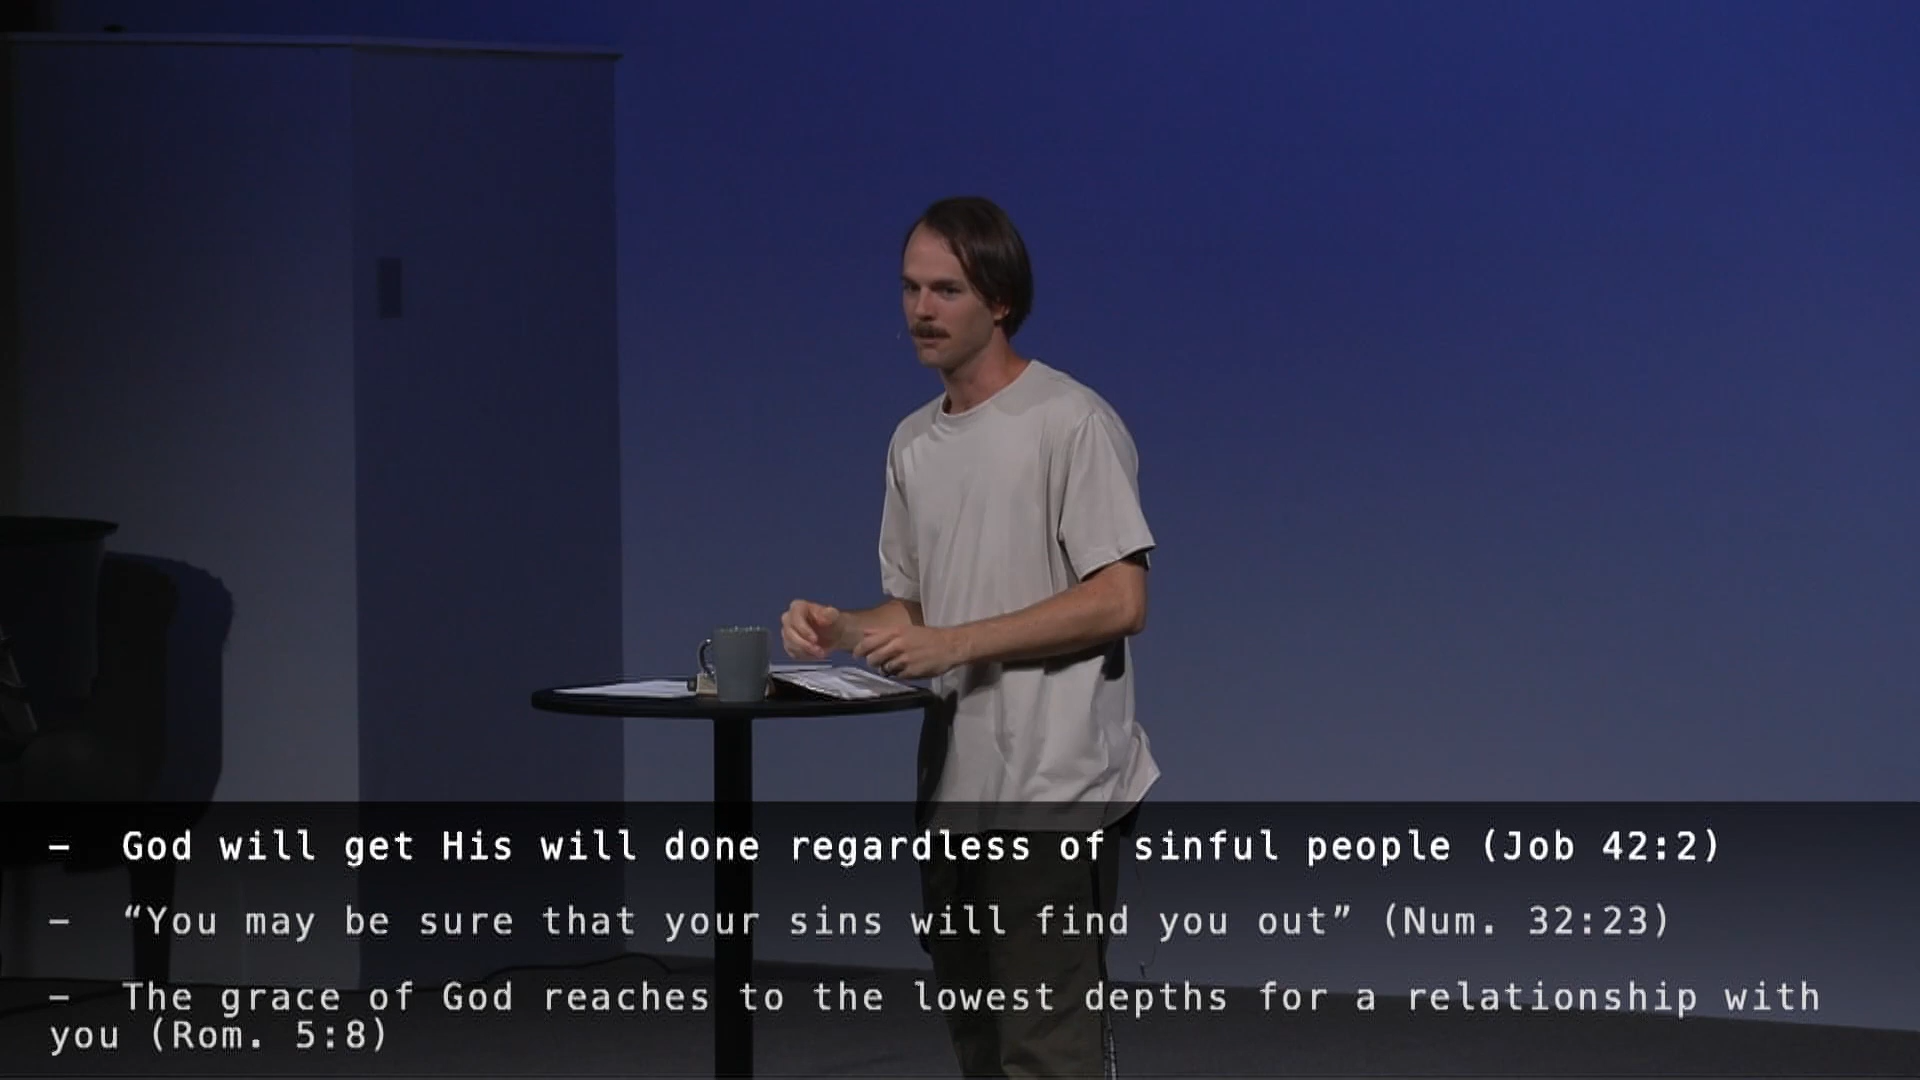 –  God will get His will done regardless of sinful people (Job 42:2)
–  “You may be sure that your sins will find you out” (Num. 32:23)
–  The grace of God reaches to the lowest depths for a relationship with
you (Rom. 5:8)